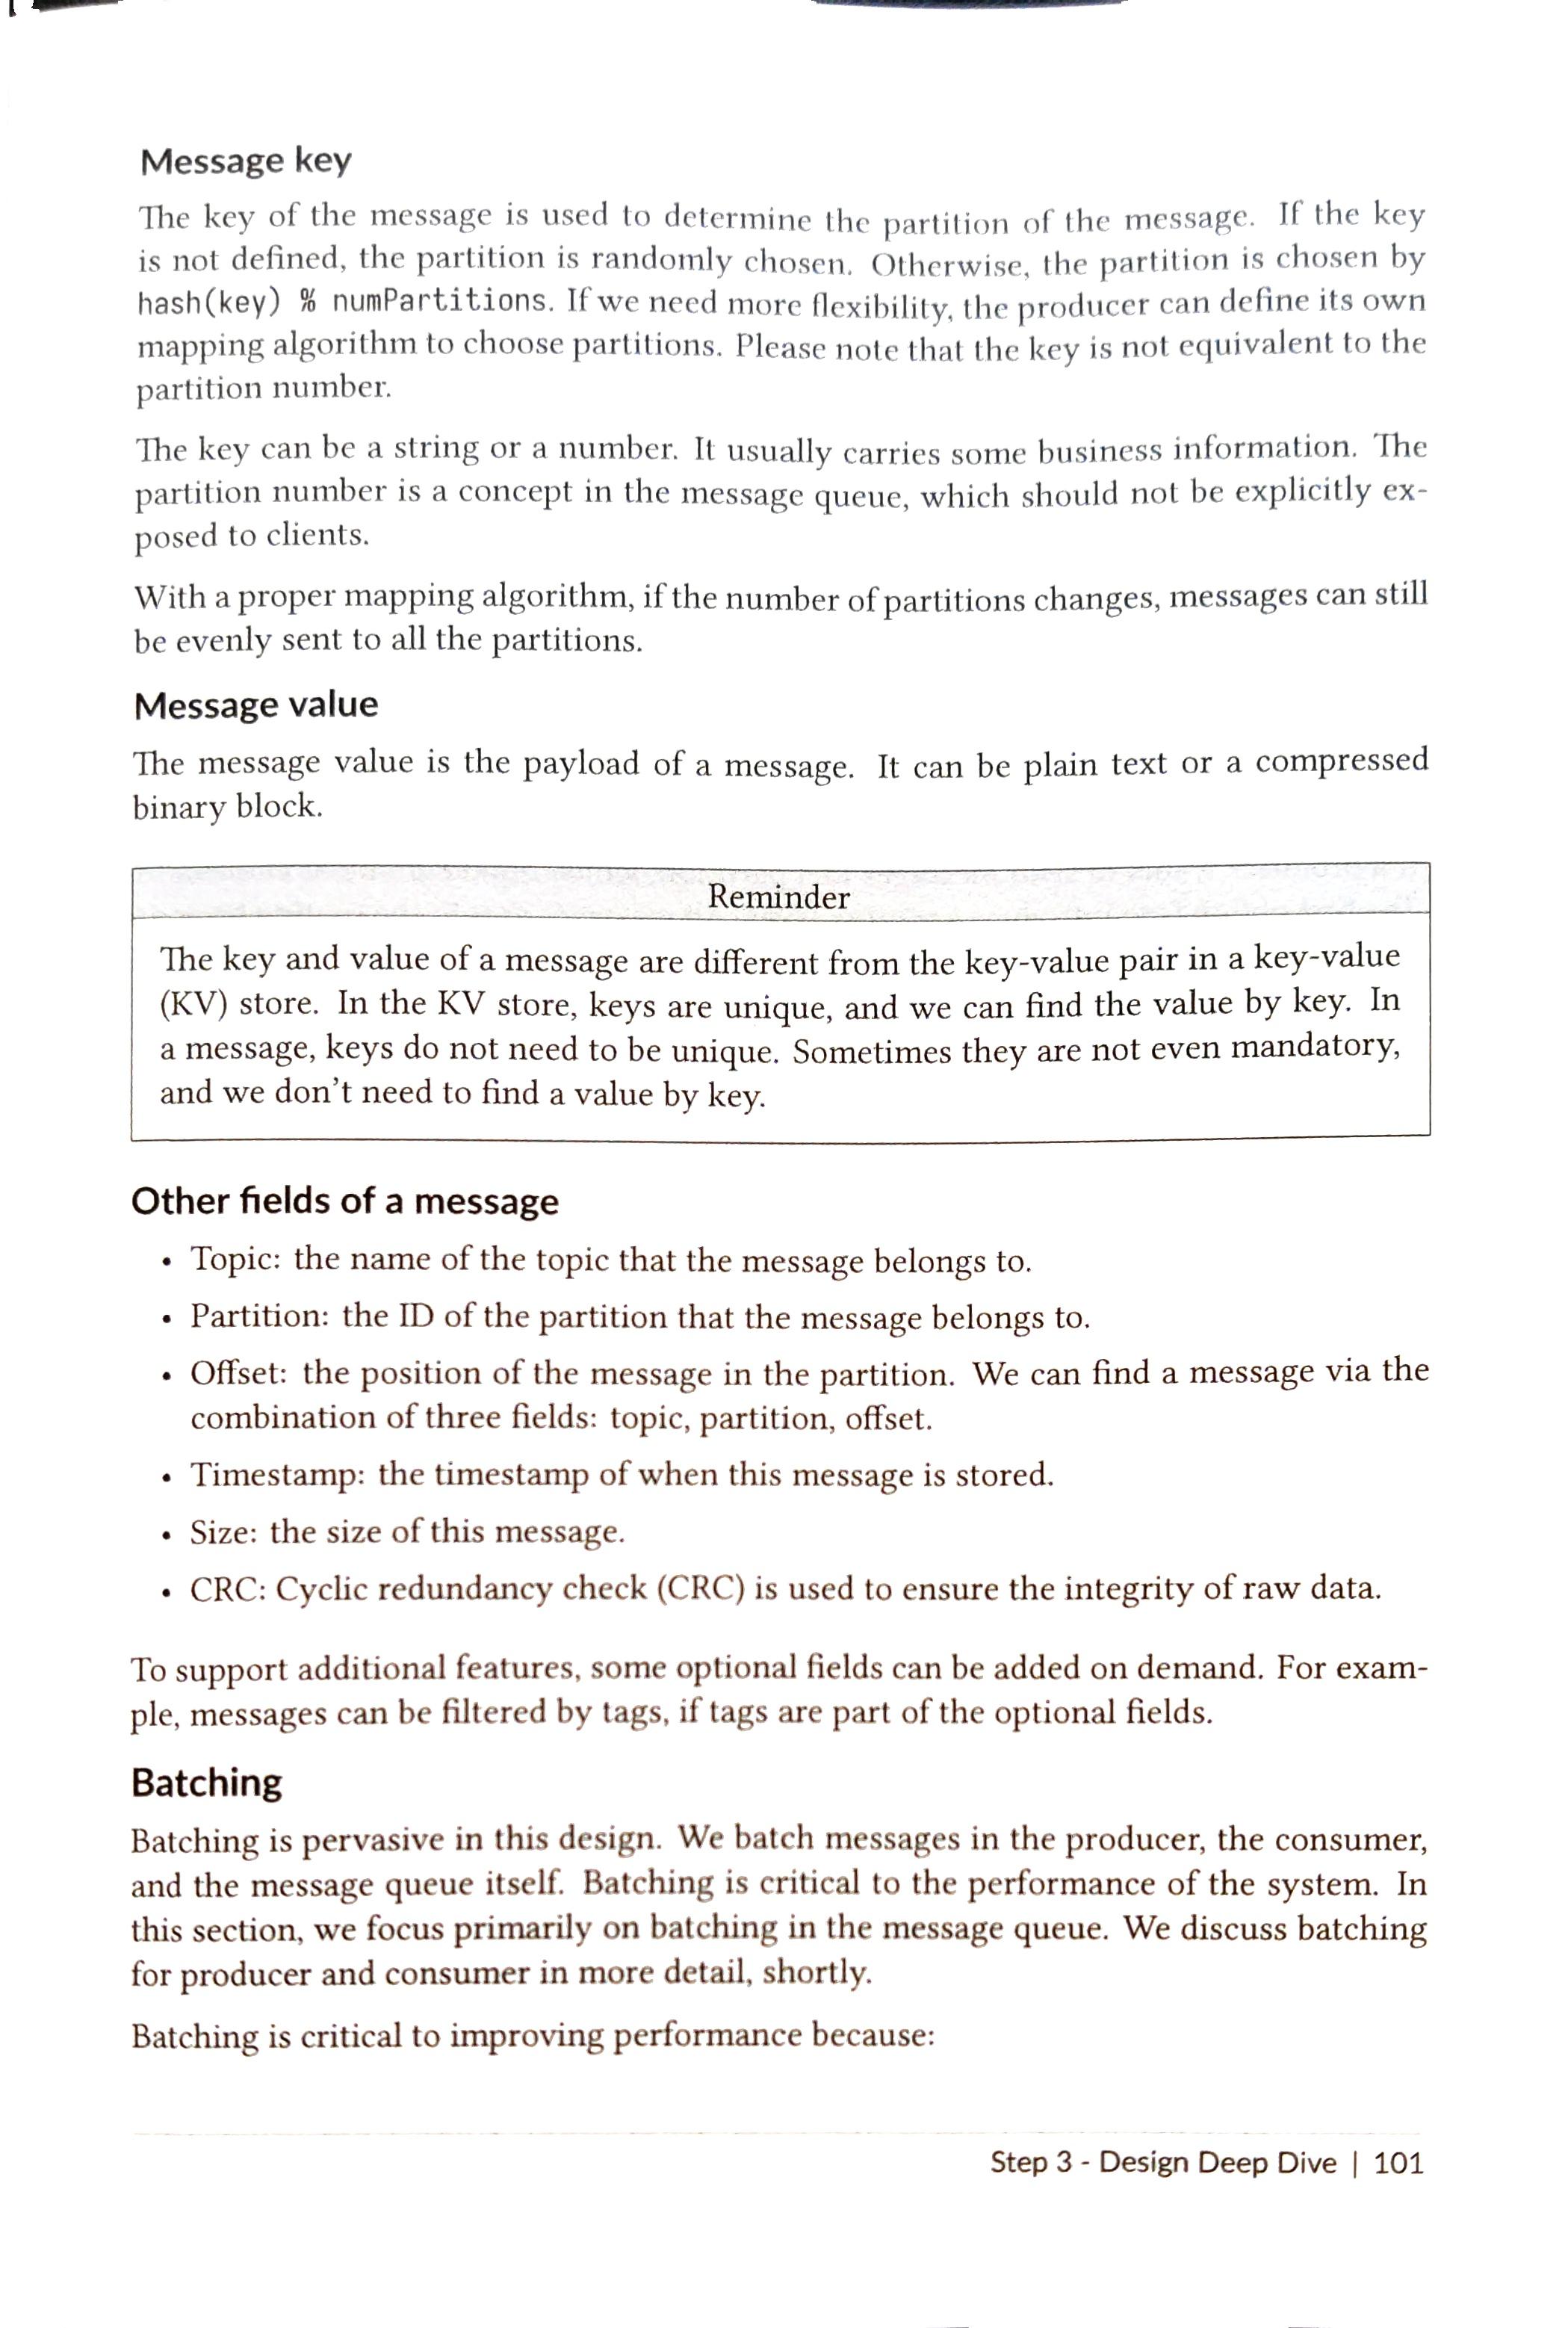 Message key
The key of the message is used to determine the partition of the message. If the key
is not defined, the partition is randomly chosen. Otherwise, the partition is chosen by
hash(key) % numPartitions. If we need more flexibility, the producer can define its own
mapping algorithm to choose partitions. Please note that the key is not equivalent to the
partition number.
The key can be a string or a number. It usually carries some business information. The
partition number is a concept in the message queue, which should not be explicitly ex-
posed to clients.
With a proper mapping algorithm, if the number of partitions changes, messages can still
be evenly sent to all the partitions.
Message value
The message value is the payload of a message. It can be plain text or a compressed
binary block.
Reminder
The key and value of a message are different from the key-value pair in a key-value
(KV) store. In the KV store, keys are unique, and we can find the value by key. In
a message, keys do not need to be unique. Sometimes they are not even mandatory,
and we don't need to find a value by key.
Other fields of a message
• Topic: the name of the topic that the message belongs to.
• Partition: the ID of the partition that the message belongs to.
• Offset: the position of the message in the partition. We can find a message via the
combination of three fields: topic, partition, offset.
• Timestamp: the timestamp of when this message is stored.
• Size: the size of this message.
• CRC: Cyclic redundancy check (CRC) is used to ensure the integrity of raw data.
To support additional features, some optional fields can be added on demand. For exam-
ple, messages can be filtered by tags, if tags are part of the optional fields.
Batching
Batching is pervasive in this design. We batch messages in the producer, the consumer,
and the message queue itself. Batching is critical to the performance of the system. In
this section, we focus primarily on batching in the message queue. We discuss batching
for producer and consumer in more detail, shortly.
Batching is critical to improving performance because:
Step 3 - Design Deep Dive | 101